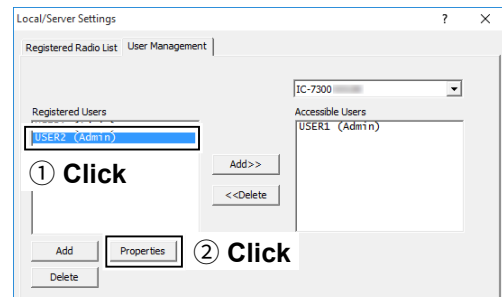 Local/Server Settings ? ×
Registered Radio List User Management
IC-7300
Registered Users
Accessible Users
USER2 (Admin)
USER1 (Admin)
① Click
Add>>
<<Delete
Add
Properties
② Click
Delete